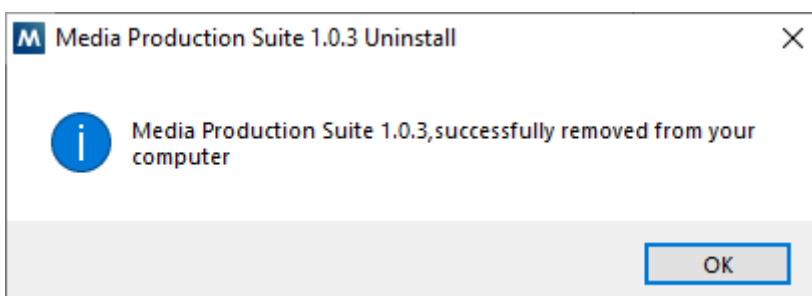 M Media Production Suite 1.0.3 Uninstall
Media Production Suite 1.0.3,successfully removed from your
computer
OK